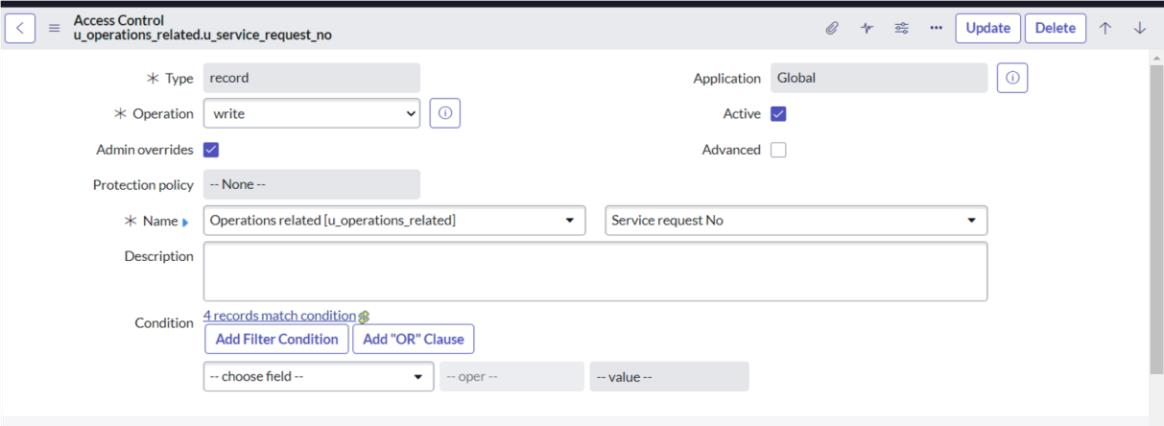 Access Control
u_operations_related.u_service_request_no
Update
Delete
* Type
record
Application
Global
* Operation
write
Active
Admin overrides
Advanced
Protection policy
-- None --
* Name
Operations related [u_operations_related]
Service request No
Description
Condition
4 records match condition
Add Filter Condition
Add "OR" Clause
-- choose field --
-- oper --
-- value --